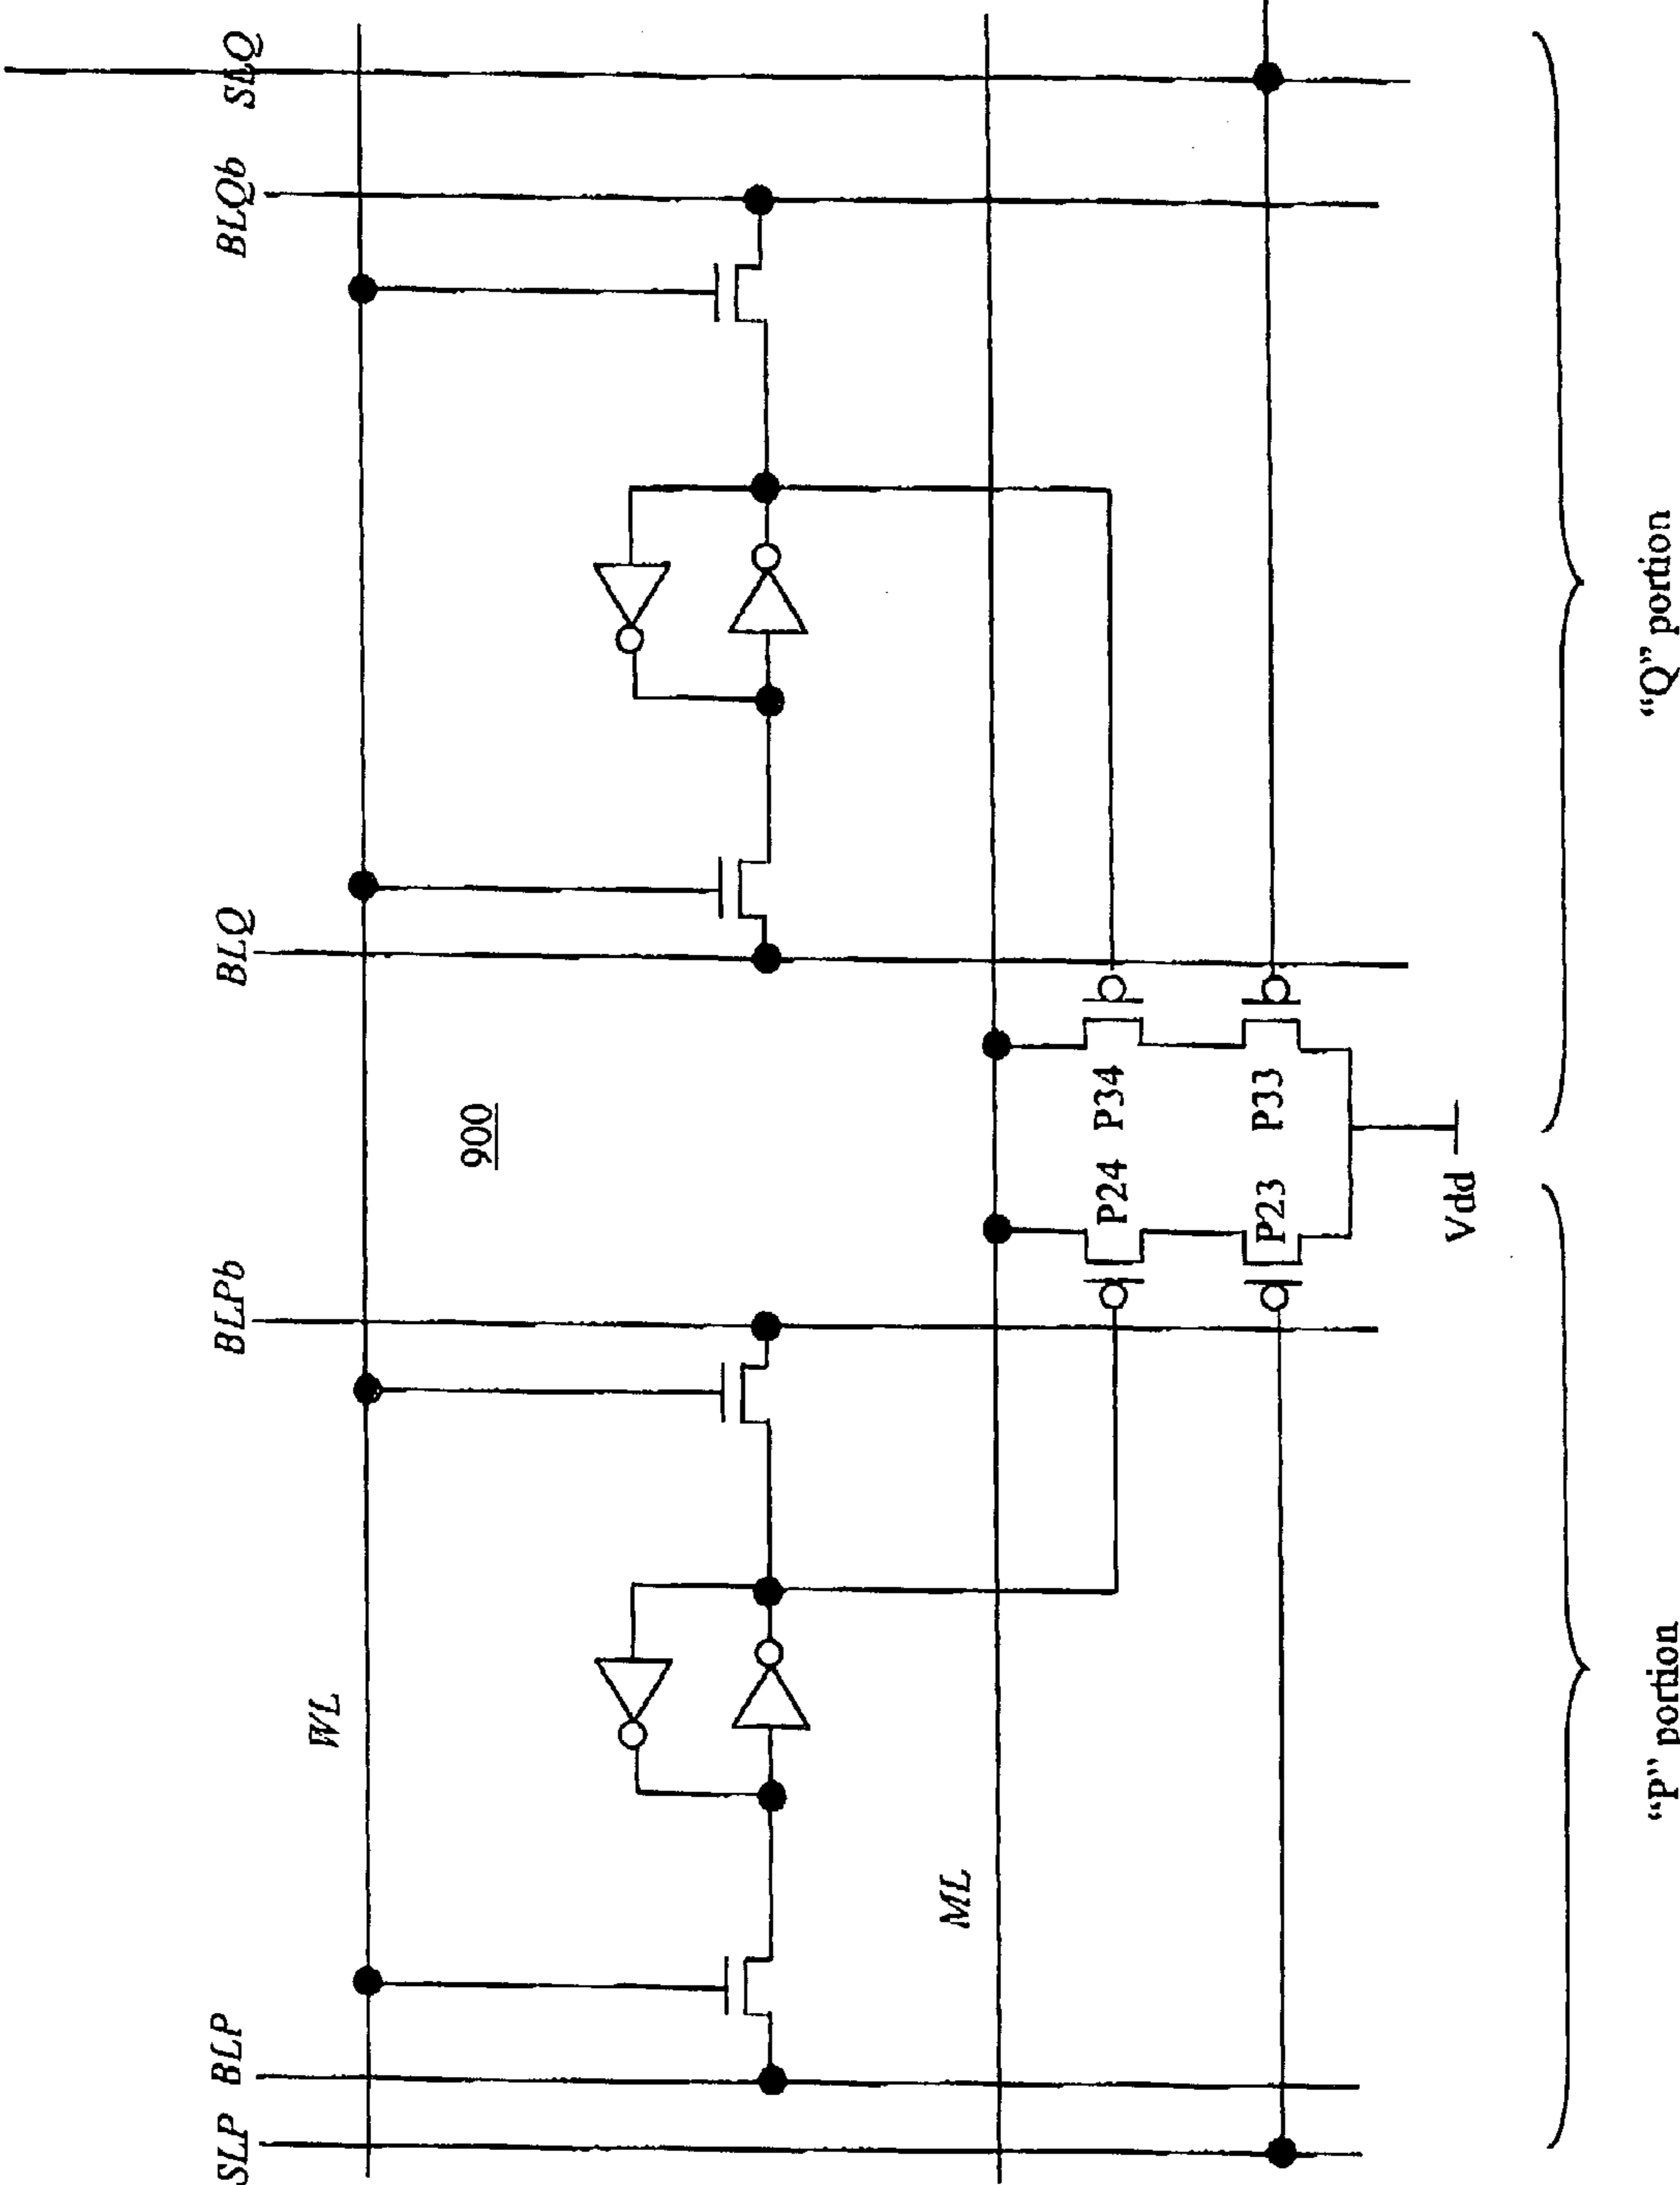 SLP
BLP
BLPb
BLQ
BLQb
SLQ
WL
900
ML
P24
P34
P23
P33
Vdd
"P" portion
"Q" portion